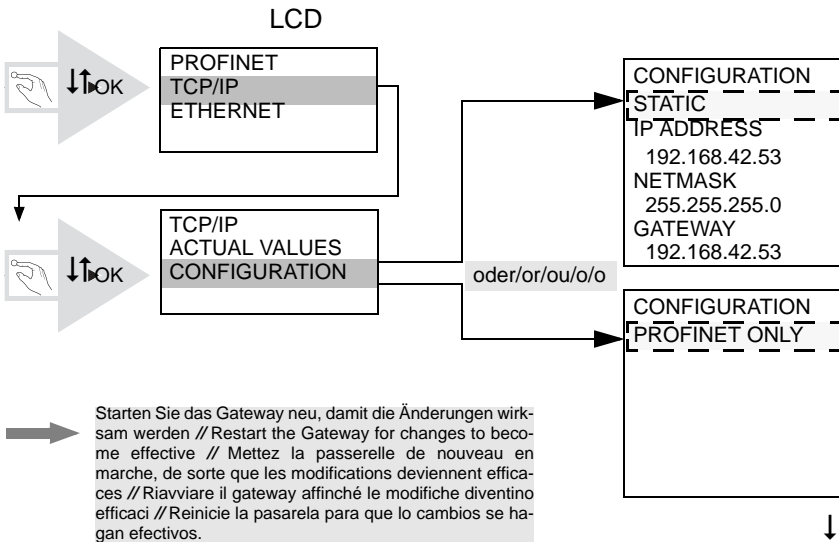 LCD
OK
PROFINET
TCP/IP
ETHERNET
OK
TCP/IP
ACTUAL VALUES
CONFIGURATION
oder/or/ou/o/o
CONFIGURATION
STATIC
IP ADDRESS
192.168.42.53
NETMASK
255.255.255.0
GATEWAY
192.168.42.53
CONFIGURATION
PROFINET ONLY
Starten Sie das Gateway neu, damit die Änderungen wirk-
sam werden // Restart the Gateway for changes to beco-
me effective // Mettez la passerelle de nouveau en
marche, de sorte que les modifications deviennent effica-
ces // Riavviare il gateway affinché le modifiche diventino
efficaci // Reinicie la pasarela para que lo cambios se ha-
gan efectivos.